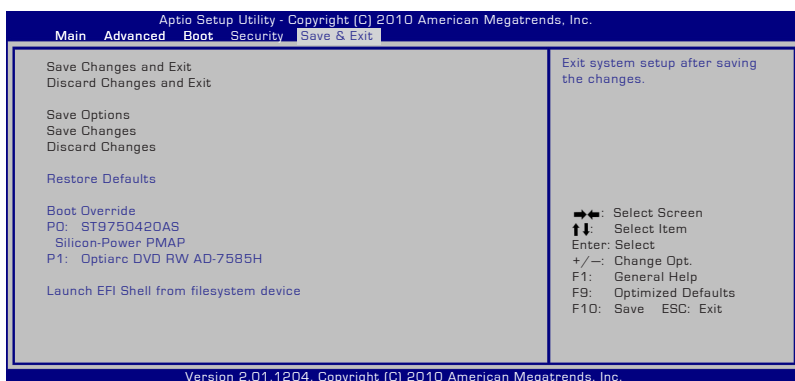 Aptio Setup Utility - Copyright (C) 2010 American Megatrends, Inc.
Main Advanced Boot Security Save & Exit
Save Changes and Exit
Discard Changes and Exit
Save Options
Save Changes
Discard Changes
Restore Defaults
Boot Override
P0: ST9750420AS
Silicon-Power PMAP
P1: Optiarc DVD RW AD-7585H
Launch EFI Shell from filesystem device
Exit system setup after saving
the changes.
→←: Select Screen
↑↓: Select Item
Enter: Select
+/—: Change Opt.
F1: General Help
F9: Optimized Defaults
F10: Save ESC: Exit
Version 2.01.1204. Copyright (C) 2010 American Megatrends, Inc.